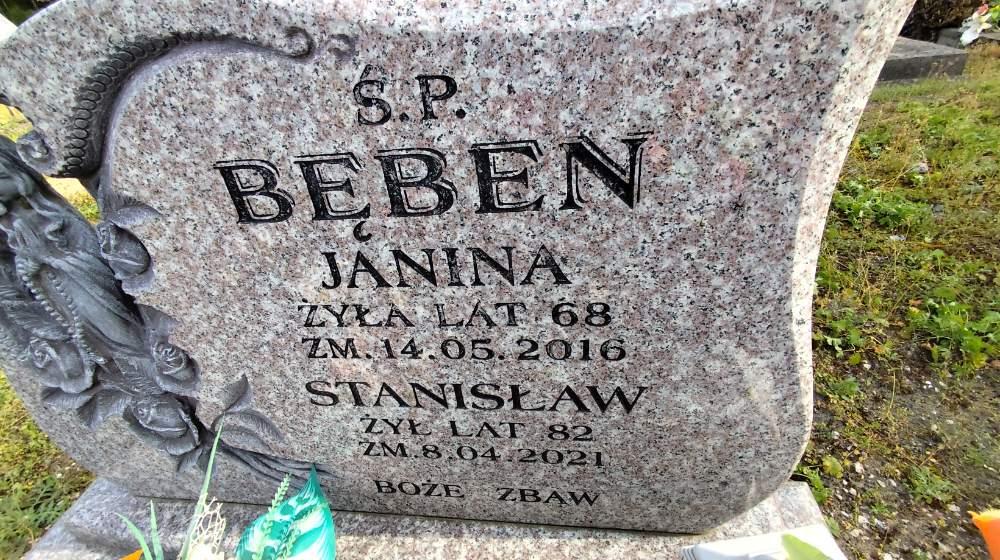 Ś.P.
BĘBEN
JANINA
ŻYŁA LAT 68
ZM. 14.05.2016
STANISŁAW
ŻYŁ LAT 82
ZM. 8.04.2021
BOŻE ZBAW